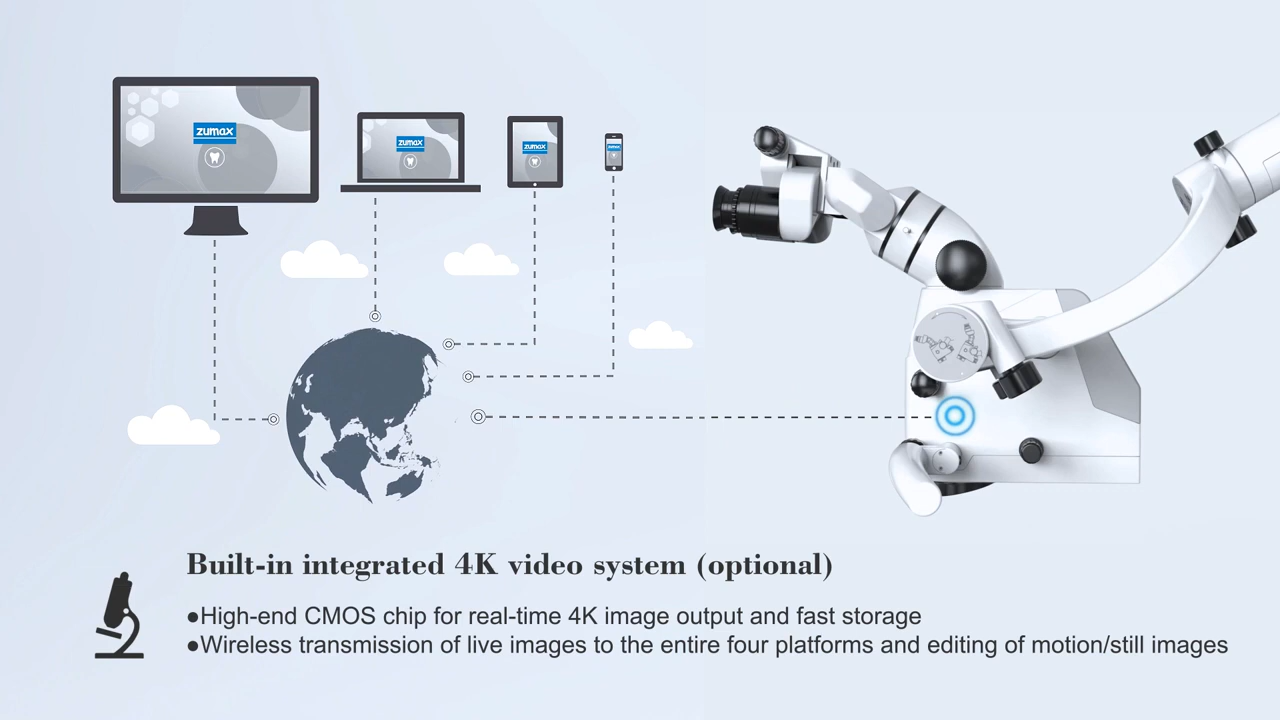 zumax
zumax
zumax
zumax
Built-in integrated 4K video system (optional)
●High-end CMOS chip for real-time 4K image output and fast storage
●Wireless transmission of live images to the entire four platforms and editing of motion/still images